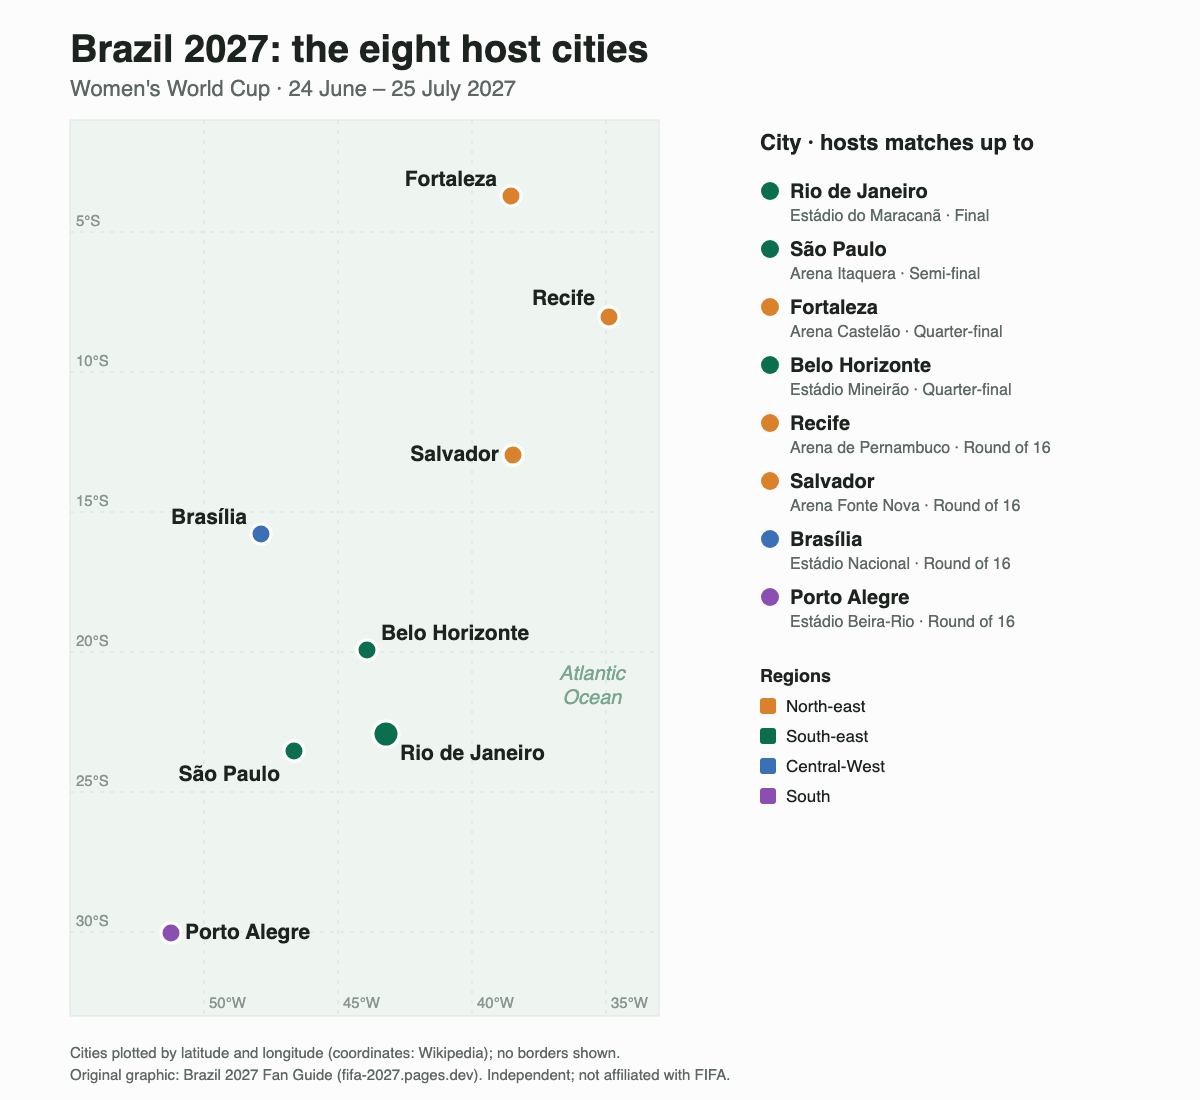 Brazil 2027: the eight host cities
Women's World Cup · 24 June – 25 July 2027
Fortaleza
5°S
Recife
10°S
Salvador
15°S
Brasília
20°S
Belo Horizonte
Atlantic
Ocean
Rio de Janeiro
São Paulo
25°S
30°S
Porto Alegre
50°W
45°W
40°W
35°W
City · hosts matches up to
Rio de Janeiro
Estádio do Maracanã · Final
São Paulo
Arena Itaquera · Semi-final
Fortaleza
Arena Castelão · Quarter-final
Belo Horizonte
Estádio Mineirão · Quarter-final
Recife
Arena de Pernambuco · Round of 16
Salvador
Arena Fonte Nova · Round of 16
Brasília
Estádio Nacional · Round of 16
Porto Alegre
Estádio Beira-Rio · Round of 16
Regions
North-east
South-east
Central-West
South
Cities plotted by latitude and longitude (coordinates: Wikipedia); no borders shown.
Original graphic: Brazil 2027 Fan Guide (fifa-2027.pages.dev). Independent; not affiliated with FIFA.